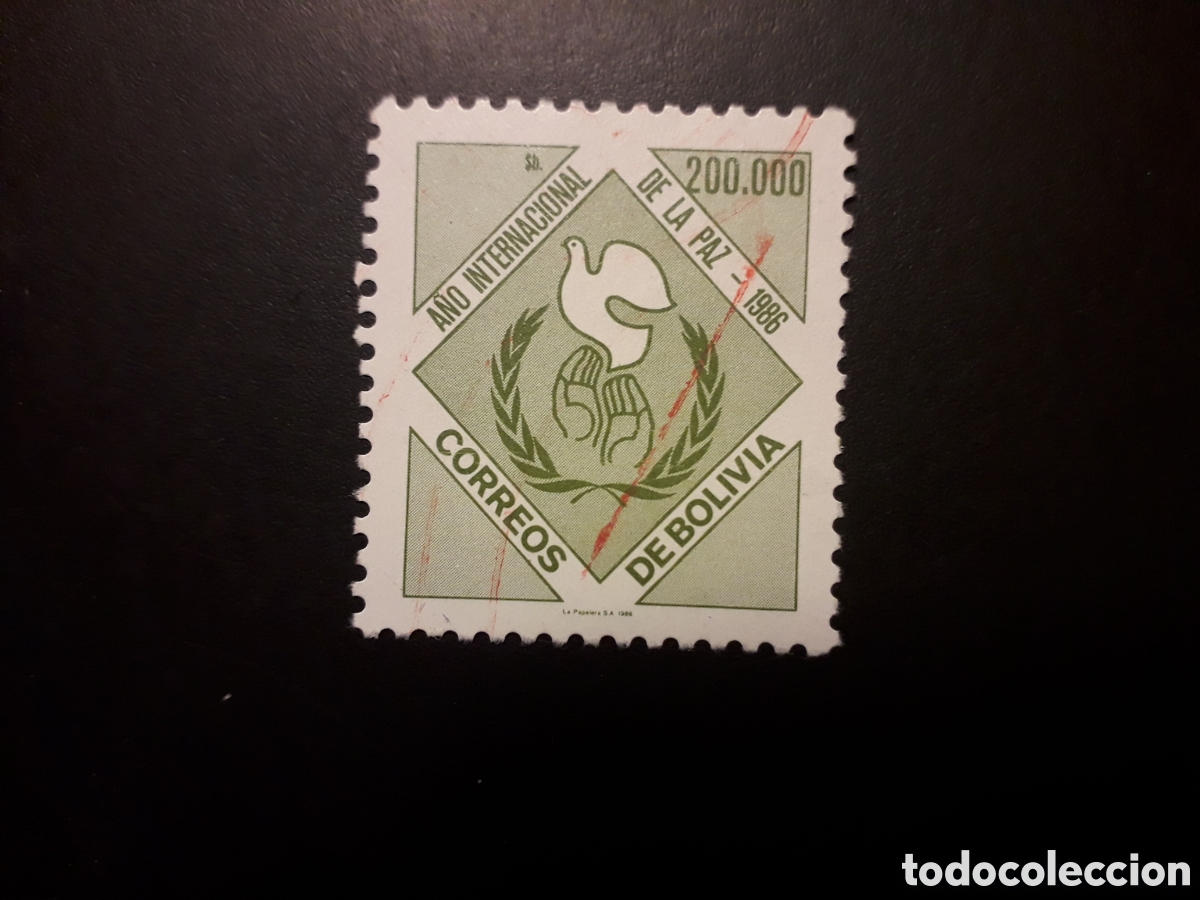 $b. 200.000
AÑO INTERNACIONAL
DE LA PAZ - 1986
CORREOS
DE BOLIVIA
La Papelera S.A. 1986
todocoleccion